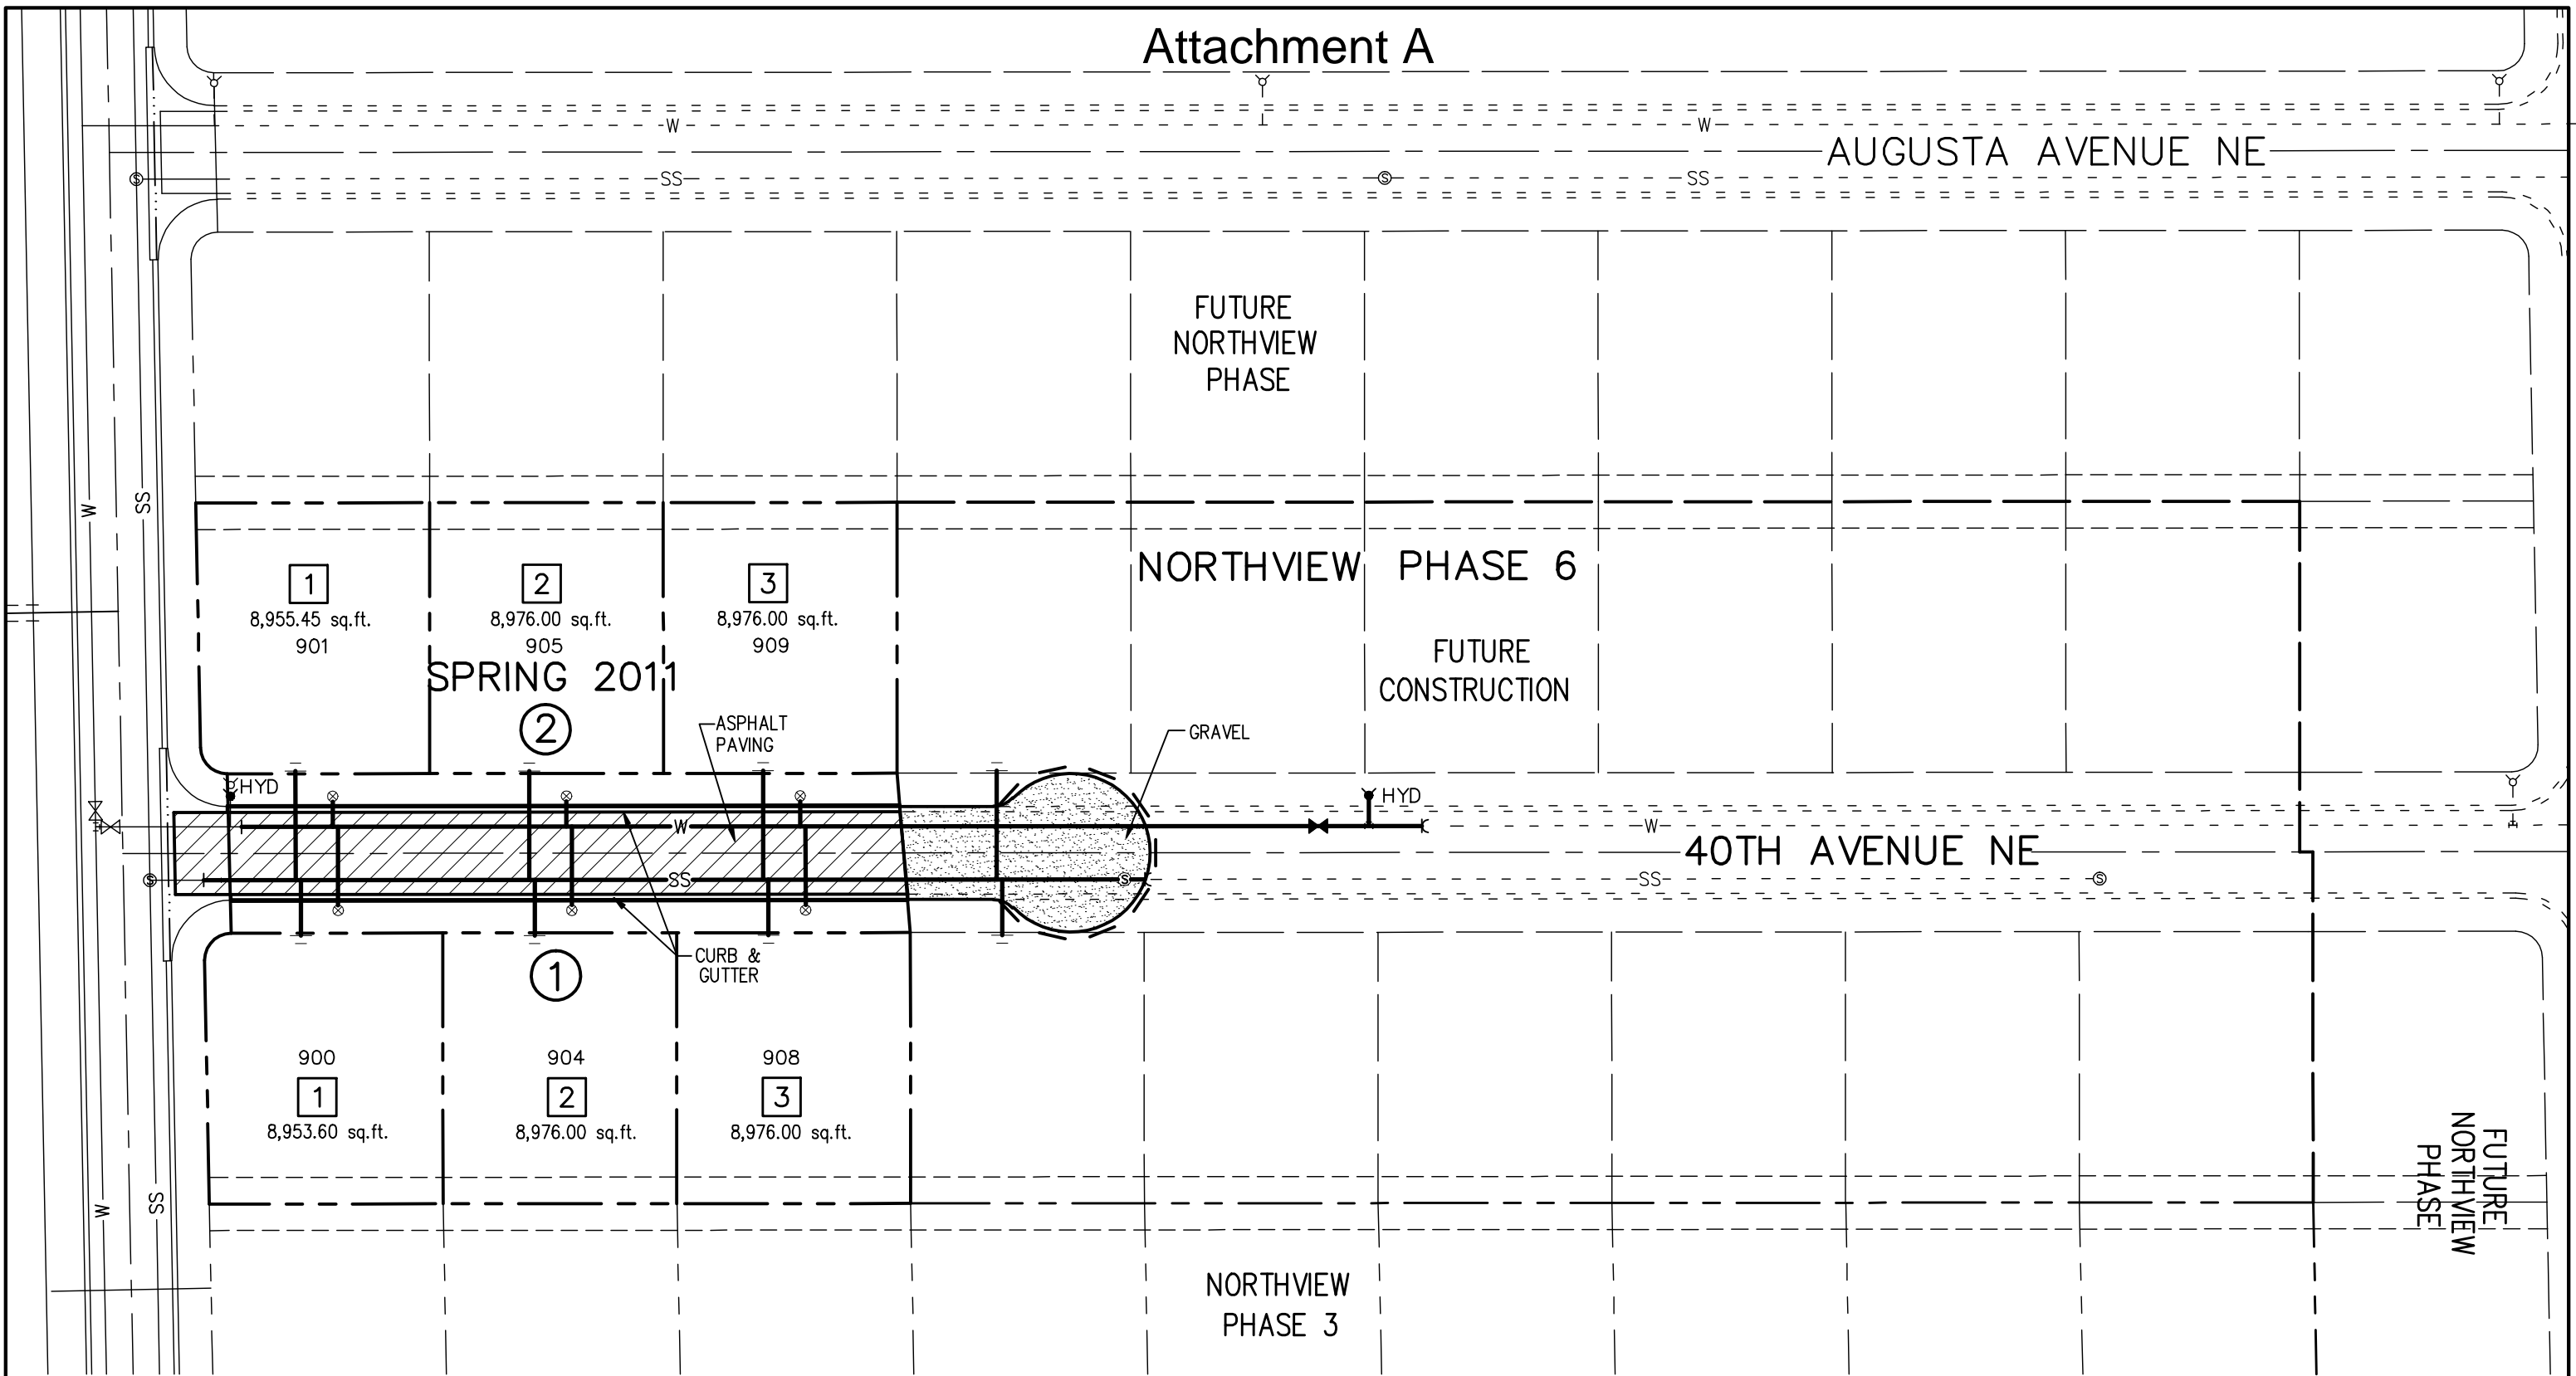 Attachment A
W
W
AUGUSTA AVENUE NE
S
SS
S
SS
FUTURE
NORTHVIEW
PHASE
W
SS
NORTHVIEW PHASE 6
1
8,955.45 sq.ft.
901
2
8,976.00 sq.ft.
905
3
8,976.00 sq.ft.
909
SPRING 2011
2
FUTURE
CONSTRUCTION
ASPHALT
PAVING
GRAVEL
HYD
HYD
W
W
40TH AVENUE NE
S
SS
S
SS
S
CURB &
GUTTER
1
900
1
8,953.60 sq.ft.
904
2
8,976.00 sq.ft.
908
3
8,976.00 sq.ft.
W
SS
FUTURE
NORTHVIEW
PHASE
NORTHVIEW
PHASE 3